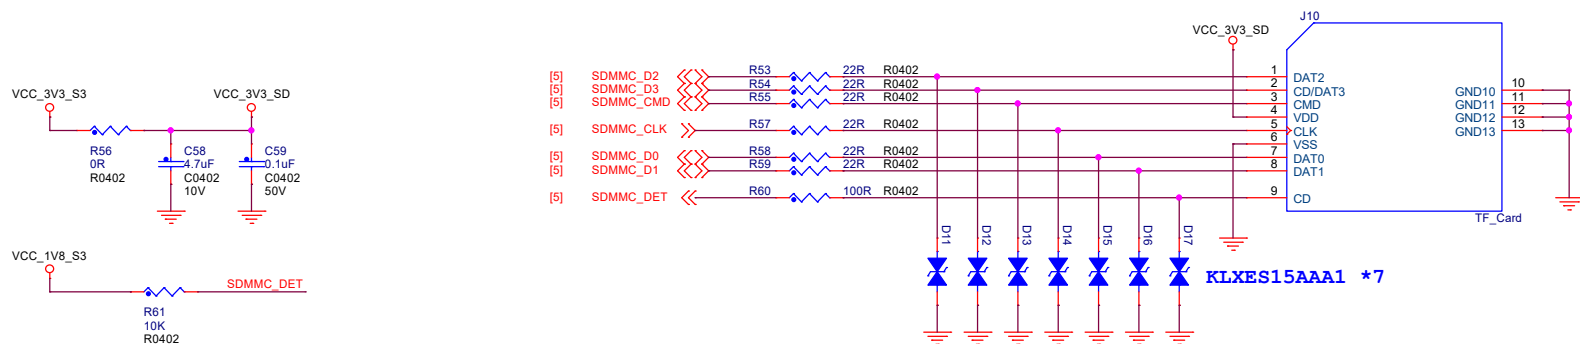 J10
VCC_3V3_SD
[5] SDMMC_D2 R53 22R R0402 1 DAT2
[5] SDMMC_D3 R54 22R R0402 2 CD/DAT3 GND10 10
[5] SDMMC_CMD R55 22R R0402 3 CMD GND11 11
4 VDD GND12 12
[5] SDMMC_CLK R57 22R R0402 5 CLK GND13 13
6 VSS
[5] SDMMC_D0 R58 22R R0402 7 DAT0
[5] SDMMC_D1 R59 22R R0402 8 DAT1
[5] SDMMC_DET R60 100R R0402 9 CD
TF_Card
D11 D12 D13 D14 D15 D16 D17
KLXES15AAA1 *7
VCC_3V3_S3 VCC_3V3_SD
R56
0R
R0402
C58
4.7uF
C0402
10V
C59
0.1uF
C0402
50V
VCC_1V8_S3
SDMMC_DET
R61
10K
R0402